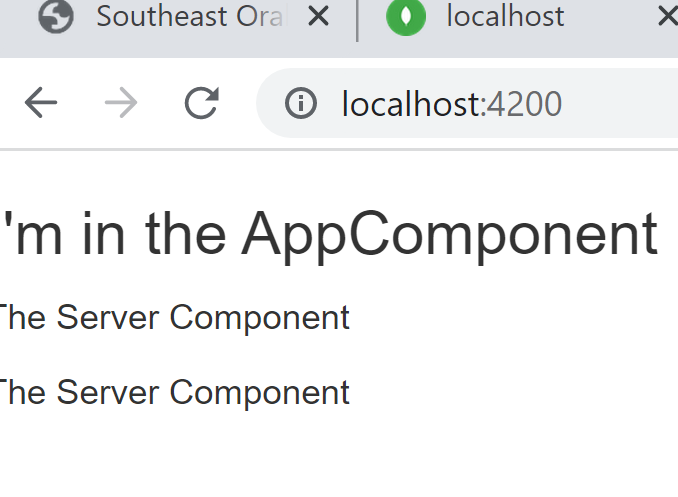 Southeast Ora
localhost
localhost:4200
'm in the AppComponent
The Server Component
The Server Component